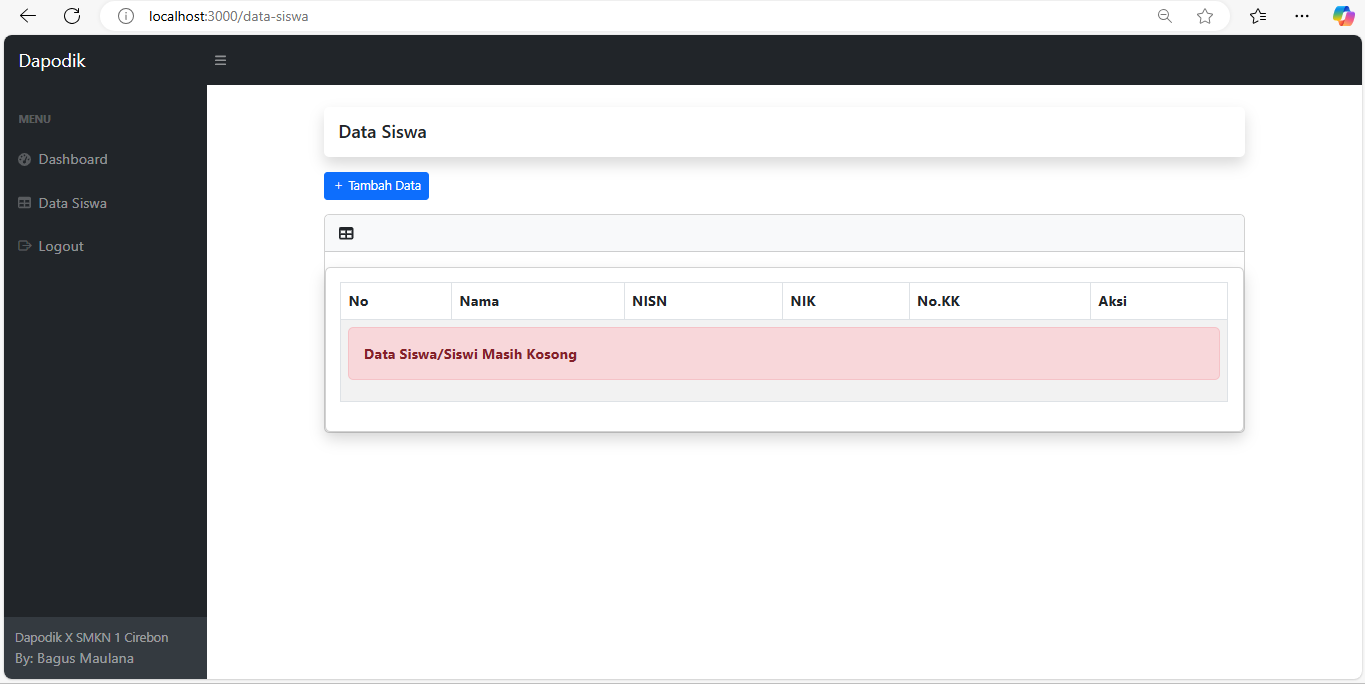 localhost:3000/data-siswa
Dapodik
MENU
Dashboard
Data Siswa
Logout
Data Siswa
+ Tambah Data
No Nama NISN NIK No.KK Aksi
Data Siswa/Siswi Masih Kosong
Dapodik X SMKN 1 Cirebon
By: Bagus Maulana